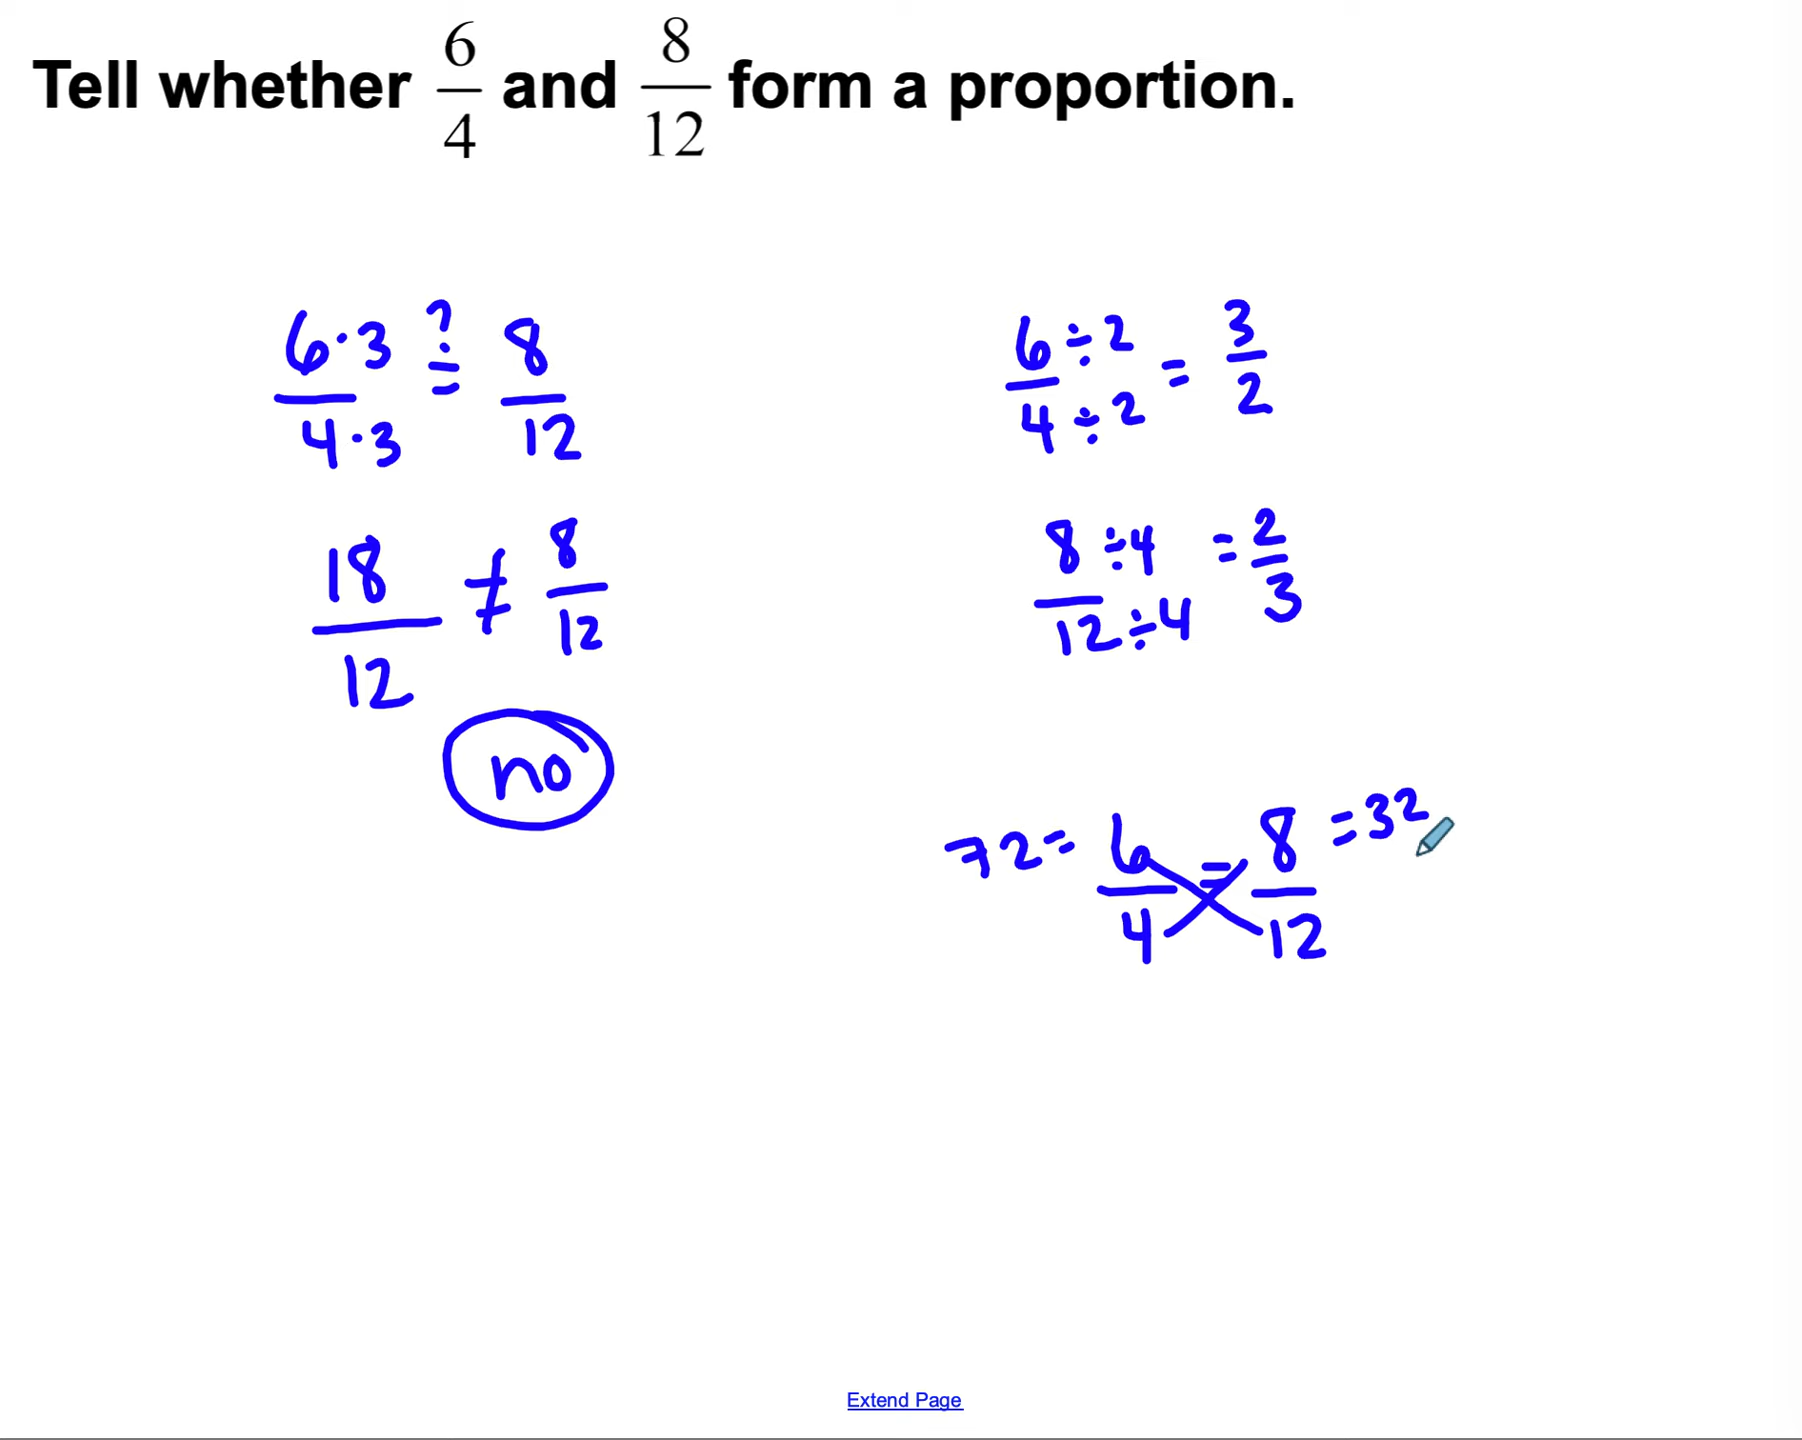 Tell whether 6/4 and 8/12 form a proportion.
6·3/4·3 ≟ 8/12
18/12 ≠ 8/12
no
6÷2/4÷2 = 3/2
8÷4/12÷4 = 2/3
72= 6/4 = 8/12 =32
Extend Page